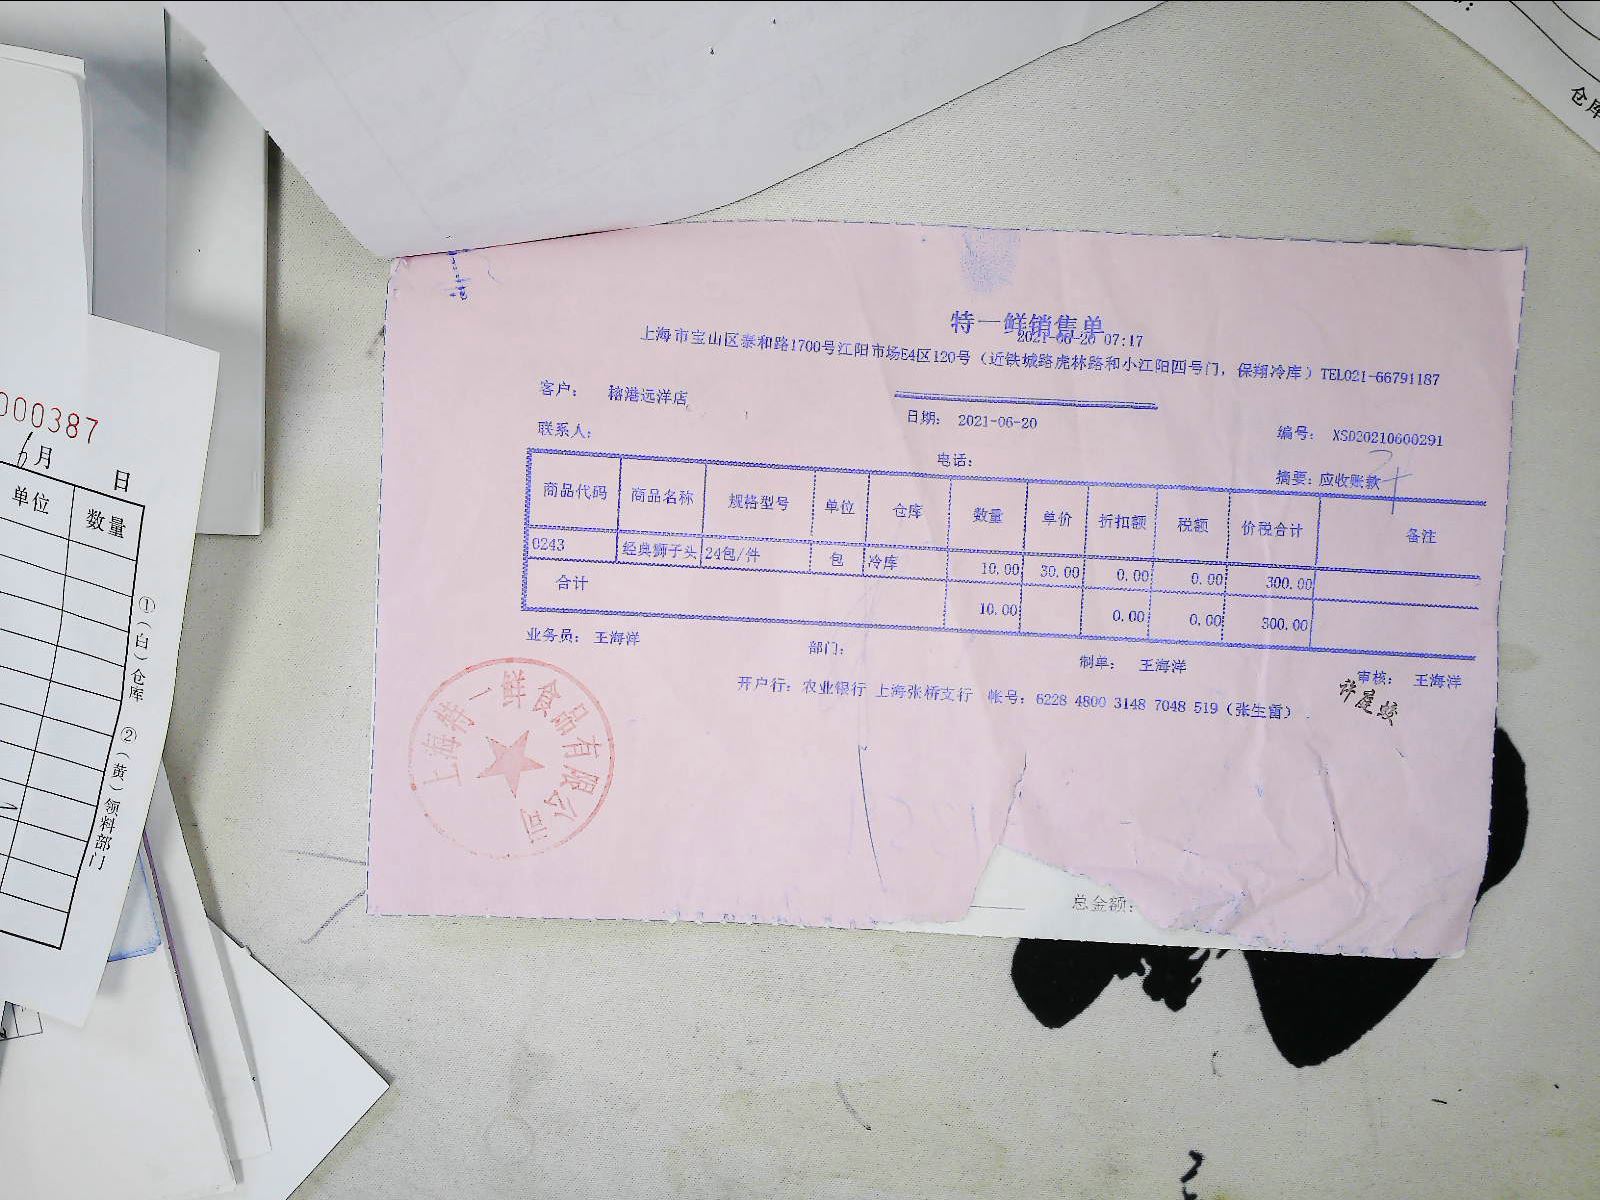 特一鲜销售单
2021-06-20 07:17
上海市宝山区泰和路1700号江阳市场E4区120号（近铁城路虎林路和小江阳四号门，保翔冷库）TEL021-66791187
客户： 榕港远洋店
日期： 2021-06-20
编号： XSD20210600291
联系人：
电话：
摘要：应收账款
商品代码 商品名称 规格型号 单位 仓库 数量 单价 折扣额 税额 价税合计 备注
0243 经典狮子头 24包/件 包 冷库 10.00 30.00 0.00 0.00 300.00
合计 10.00 0.00 0.00 300.00
业务员： 王海洋 部门： 制单： 王海洋 审核： 王海洋
开户行：农业银行 上海张桥支行 帐号：6228 4800 3148 7048 519（张生雷）
上海特一鲜食品有限公司
总金额：
000387
6月 日
单位 数量
①（白）仓库 ②（黄）领料部门
仓库